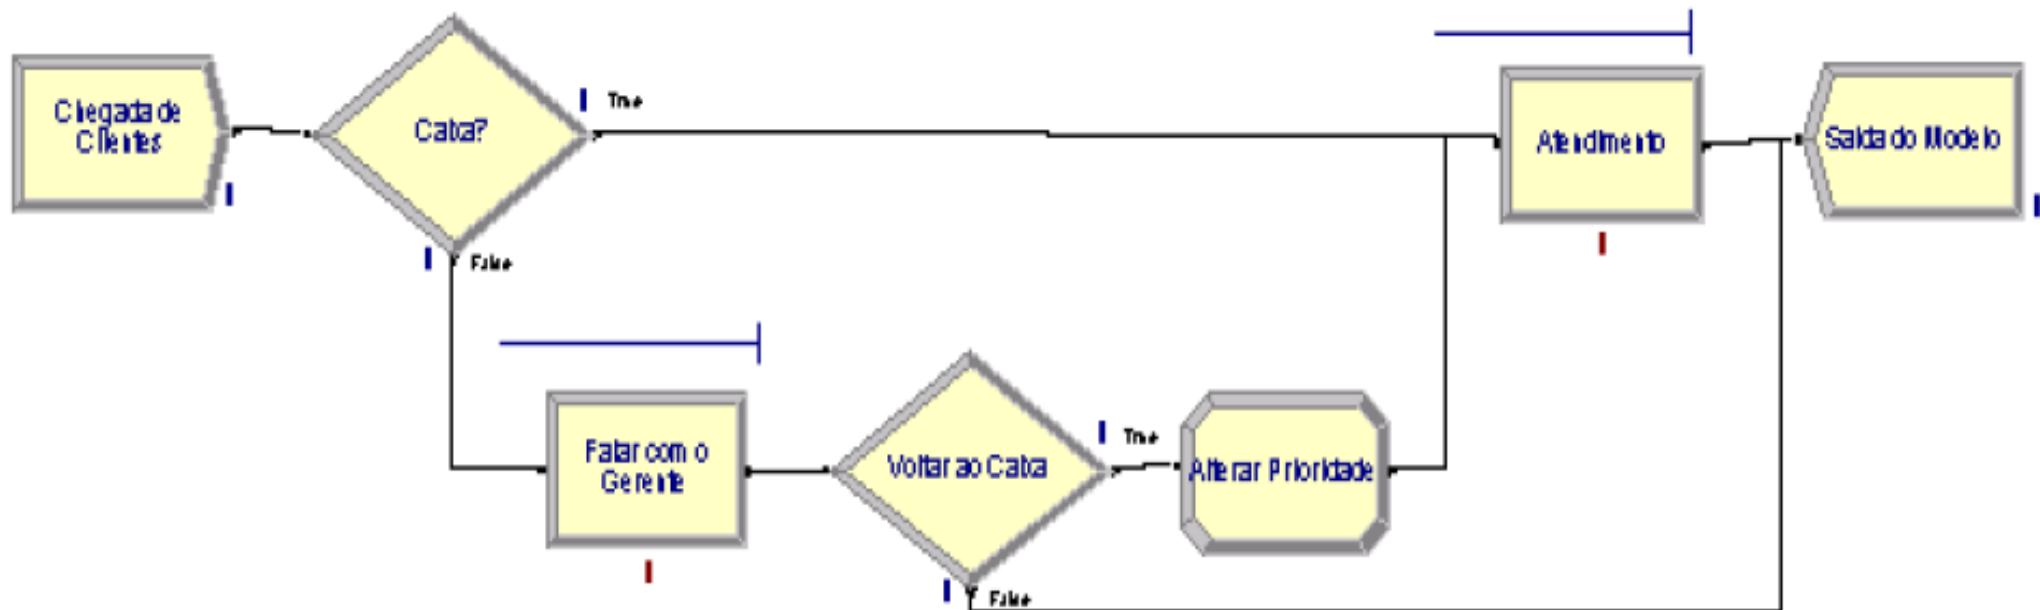 Chegada de
Clientes
Caixa?
True
False
Atendimento
Saída do Modelo
Falar com o
Gerente
Voltar ao Caixa
True
False
Alterar Prioridade